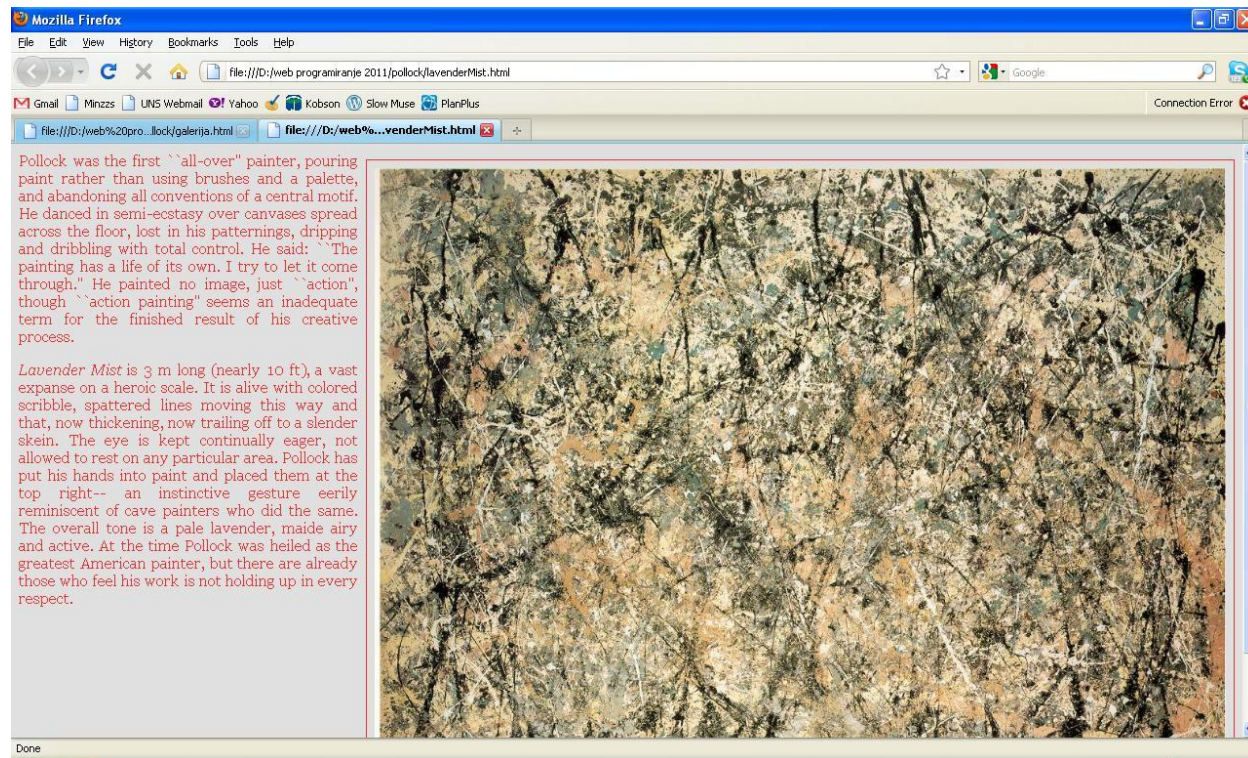 Mozilla Firefox
File Edit View History Bookmarks Tools Help
file:///D:/web programiranje 2011/pollock/lavenderMist.html
Google
Gmail Minzzs UNS Webmail Yahoo Kobson Slow Muse PlanPlus Connection Error
file:///D:/web%20pro...llock/galerija.html file:///D:/web%...venderMist.html
Pollock was the first ``all-over" painter, pouring
paint rather than using brushes and a palette,
and abandoning all conventions of a central motif.
He danced in semi-ecstasy over canvases spread
across the floor, lost in his patternings, dripping
and dribbling with total control. He said: ``The
painting has a life of its own. I try to let it come
through." He painted no image, just ``action",
though ``action painting" seems an inadequate
term for the finished result of his creative
process.
Lavender Mist is 3 m long (nearly 10 ft), a vast
expanse on a heroic scale. It is alive with colored
scribble, spattered lines moving this way and
that, now thickening, now trailing off to a slender
skein. The eye is kept continually eager, not
allowed to rest on any particular area. Pollock has
put his hands into paint and placed them at the
top right-- an instinctive gesture eerily
reminiscent of cave painters who did the same.
The overall tone is a pale lavender, maide airy
and active. At the time Pollock was heiled as the
greatest American painter, but there are already
those who feel his work is not holding up in every
respect.
Done